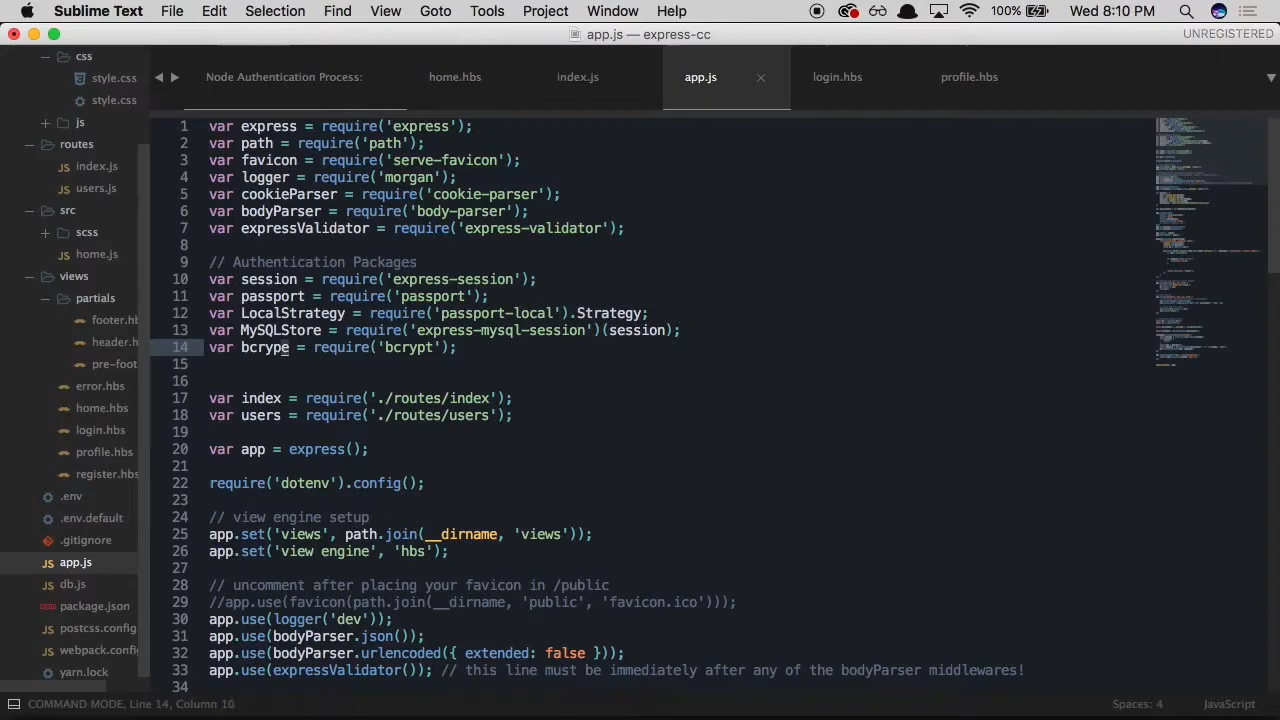 Sublime Text File Edit Selection Find View Goto Tools Project Window Help 100% Wed 8:10 PM
app.js — express-cc UNREGISTERED
css
style.css
style.css
js
routes
index.js
users.js
src
scss
home.js
views
partials
footer.h
header.h
pre-foot
error.hbs
home.hbs
login.hbs
profile.hbs
register.hbs
.env
.env.default
.gitignore
app.js
db.js
package.json
postcss.config
webpack.config
yarn.lock
Node Authentication Process: home.hbs index.js app.js login.hbs profile.hbs
1 var express = require('express');
2 var path = require('path');
3 var favicon = require('serve-favicon');
4 var logger = require('morgan');
5 var cookieParser = require('cookie-parser');
6 var bodyParser = require('body-parser');
7 var expressValidator = require('express-validator');
8
9 // Authentication Packages
10 var session = require('express-session');
11 var passport = require('passport');
12 var LocalStrategy = require('passport-local').Strategy;
13 var MySQLStore = require('express-mysql-session')(session);
14 var bcrype = require('bcrypt');
15
16
17 var index = require('./routes/index');
18 var users = require('./routes/users');
19
20 var app = express();
21
22 require('dotenv').config();
23
24 // view engine setup
25 app.set('views', path.join(__dirname, 'views'));
26 app.set('view engine', 'hbs');
27
28 // uncomment after placing your favicon in /public
29 //app.use(favicon(path.join(__dirname, 'public', 'favicon.ico')));
30 app.use(logger('dev'));
31 app.use(bodyParser.json());
32 app.use(bodyParser.urlencoded({ extended: false }));
33 app.use(expressValidator()); // this line must be immediately after any of the bodyParser middlewares!
34
COMMAND MODE, Line 14, Column 10 Spaces: 4 JavaScript